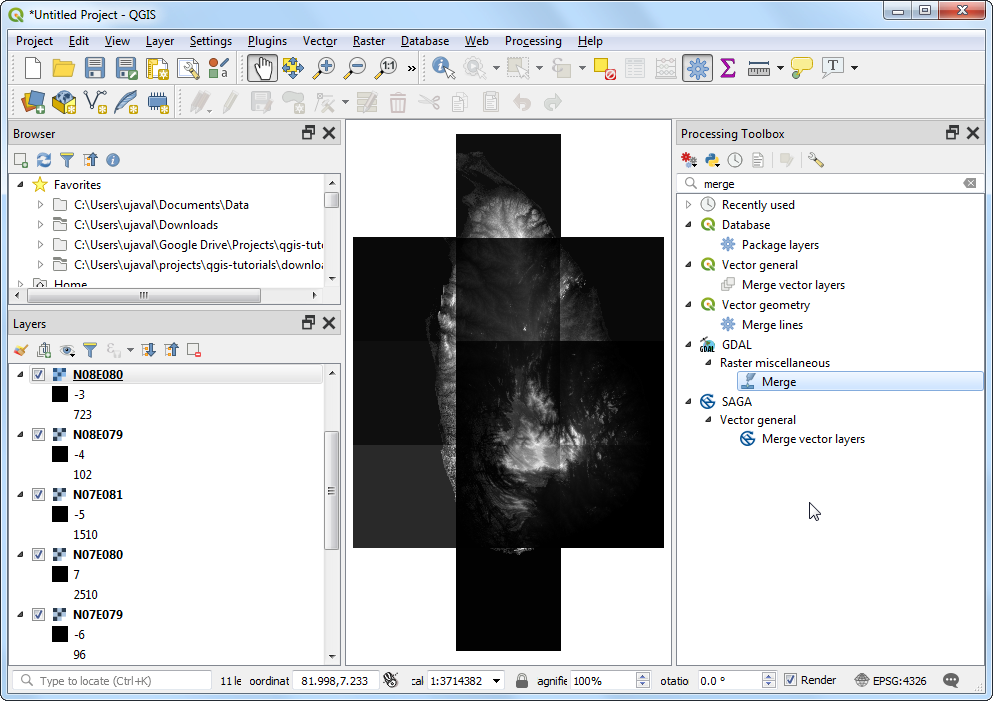 *Untitled Project - QGIS
Project Edit View Layer Settings Plugins Vector Raster Database Web Processing Help
1:1 »
T
Browser
Favorites
C:\Users\ujaval\Documents\Data
C:\Users\ujaval\Downloads
C:\Users\ujaval\Google Drive\Projects\qgis-tuto
C:\Users\ujaval\projects\qgis-tutorials\downloa
Home
Layers
N08E080
-3
723
N08E079
-4
102
N07E081
-5
1510
N07E080
7
2510
N07E079
-6
96
Processing Toolbox
merge
Recently used
Database
Package layers
Vector general
Merge vector layers
Vector geometry
Merge lines
GDAL
GDAL
Raster miscellaneous
Merge
SAGA
Vector general
Merge vector layers
Type to locate (Ctrl+K) 11 le oordinat 81.998,7.233 cal 1:3714382 agnifie 100% otatio 0.0 ° Render EPSG:4326